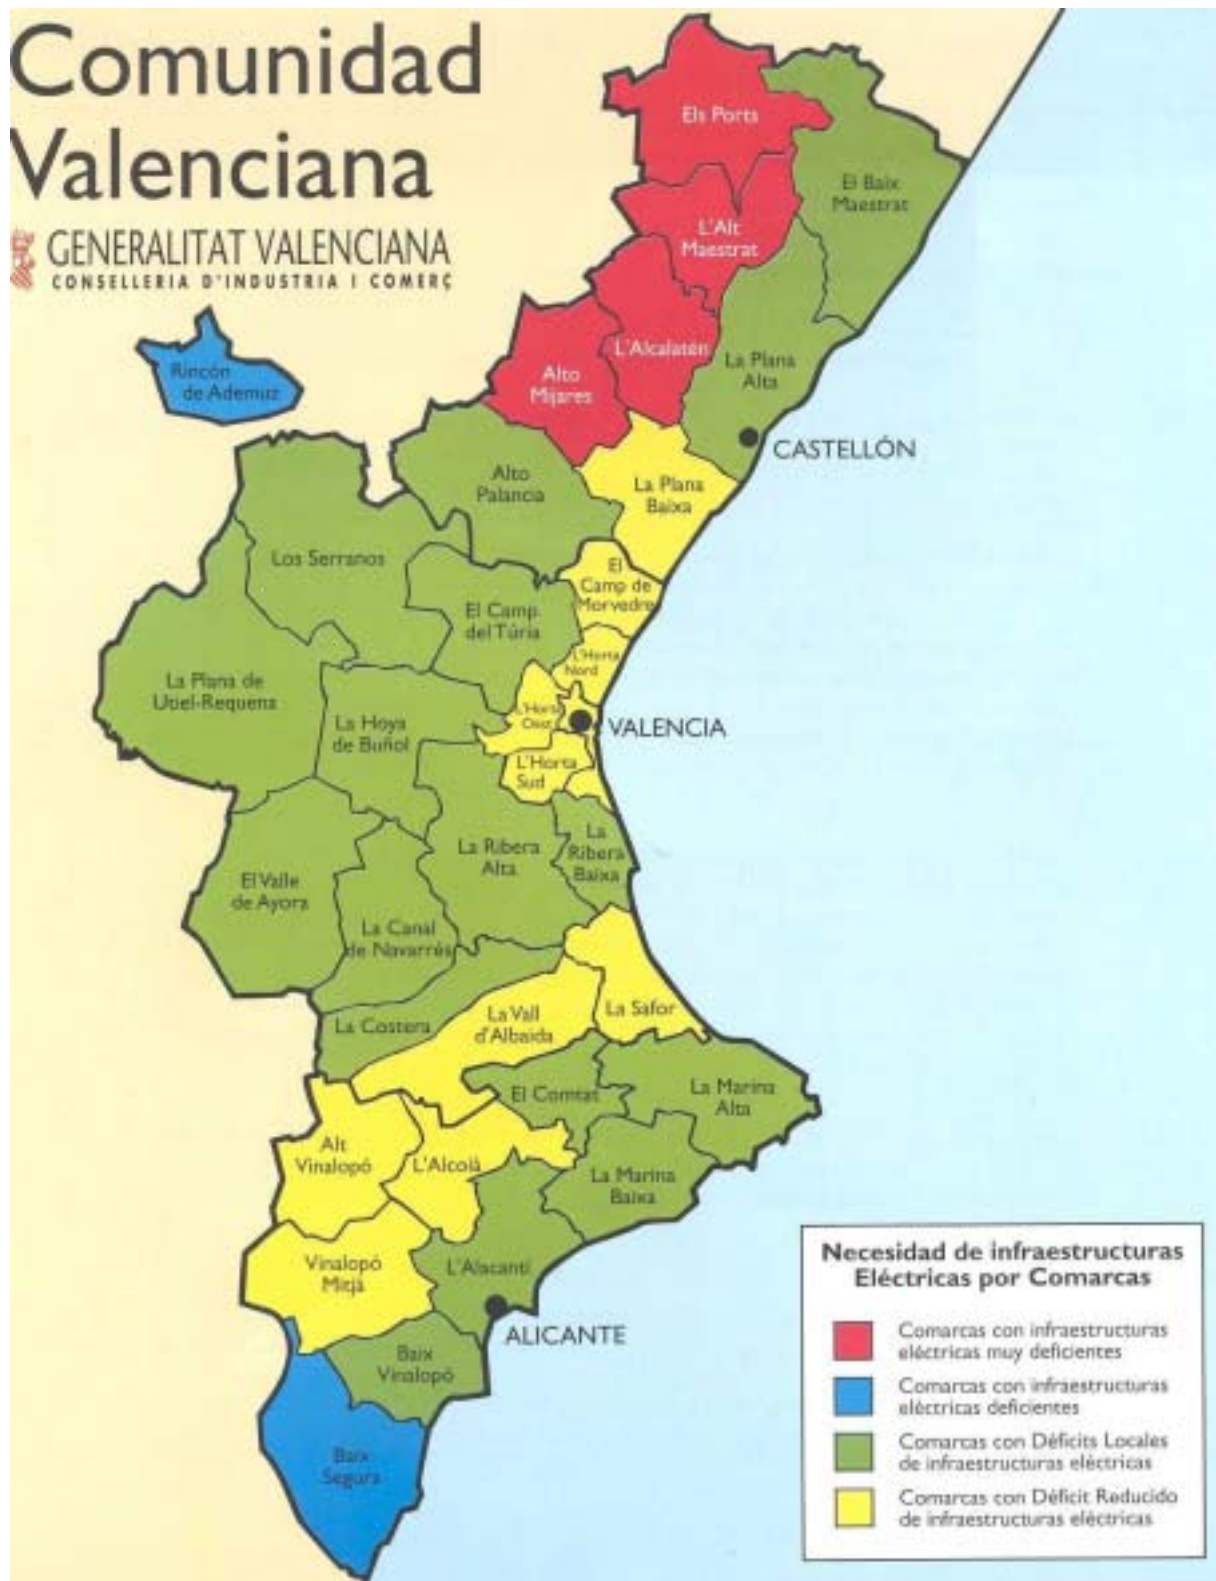 Comunidad
Valenciana
GENERALITAT VALENCIANA
CONSELLERIA D'INDUSTRIA I COMERÇ
Els Ports
El Baix
Maestrat
L'Alt
Maestrat
L'Alcalatén
La Plana
Alta
Alto
Mijares
Rincón
de Ademuz
CASTELLÓN
Alto
Palancia
La Plana
Baixa
Los Serranos
El
Camp de
Morvedre
El Camp
del Túria
L'Horta
Nord
La Plana de
Utiel-Requena
L'Horta
Oest
VALENCIA
La Hoya
de Buñol
L'Horta
Sud
La Ribera
Alta
La
Ribera
Baixa
El Valle
de Ayora
La Canal
de Navarrés
La Safor
La Vall
d'Albaida
La Costera
El Comtat
La Marina
Alta
Alt
Vinalopó
L'Alcoià
La Marina
Baixa
Vinalopó
Mitjà
L'Alacantí
ALICANTE
Baix
Vinalopó
Baix
Segura
Necesidad de infraestructuras
Eléctricas por Comarcas
Comarcas con infraestructuras
eléctricas muy deficientes
Comarcas con infraestructuras
eléctricas deficientes
Comarcas con Déficits Locales
de infraestructuras eléctricas
Comarcas con Déficit Reducido
de infraestructuras eléctricas